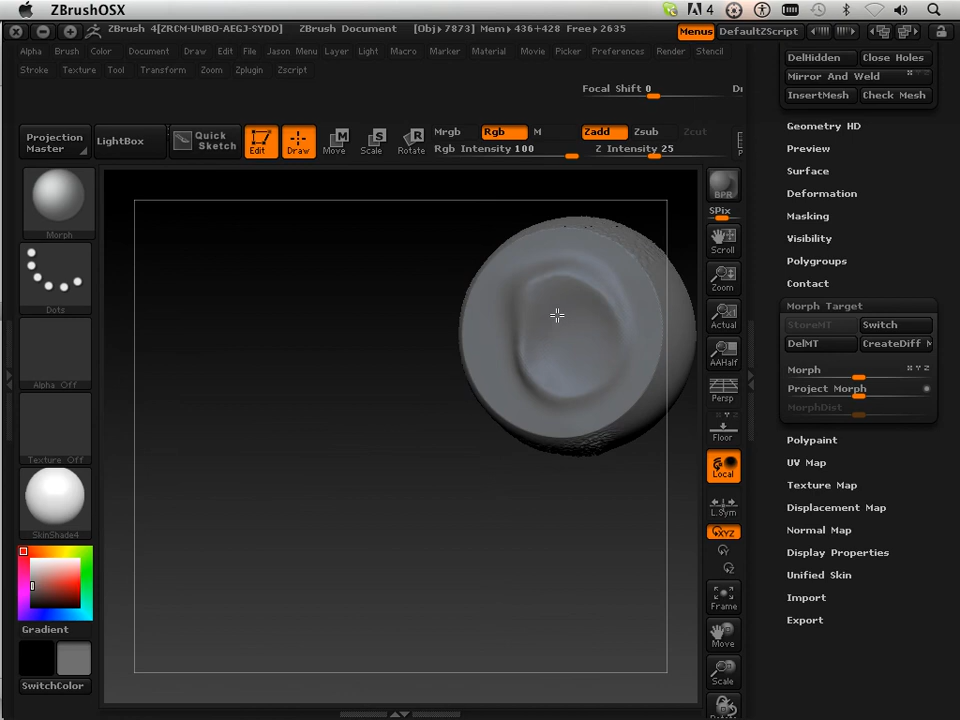 ZBrushOSX
4
ZBrush 4[ZRCM-UMBO-AEGJ-SYDD]
ZBrush Document
[Obj▸7873] Mem▸436+428 Free▸2635
Menus
DefaultZScript
Alpha Brush Color Document Draw Edit File Jason Menu Layer Light Macro Marker Material Movie Picker Preferences Render Stencil
Stroke Texture Tool Transform Zoom Zplugin Zscript
Focal Shift 0
Projection Master
LightBox
Quick Sketch
Edit
Draw
Move
Scale
Rotate
Mrgb Rgb M
Rgb Intensity 100
Zadd Zsub Zcut
Z Intensity 25
Morph
Dots
Alpha Off
Texture Off
SkinShade4
Gradient
SwitchColor
BPR
SPix
Scroll
Zoom
Actual
AAHalf
Persp
Floor
Local
L.Sym
XYZ
Frame
Move
Scale
DelHidden Close Holes
Mirror And Weld X Y Z
InsertMesh Check Mesh
Geometry HD
Preview
Surface
Deformation
Masking
Visibility
Polygroups
Contact
Morph Target
StoreMT Switch
DelMT CreateDiff M
Morph X Y Z
Project Morph
MorphDist
Polypaint
UV Map
Texture Map
Displacement Map
Normal Map
Display Properties
Unified Skin
Import
Export